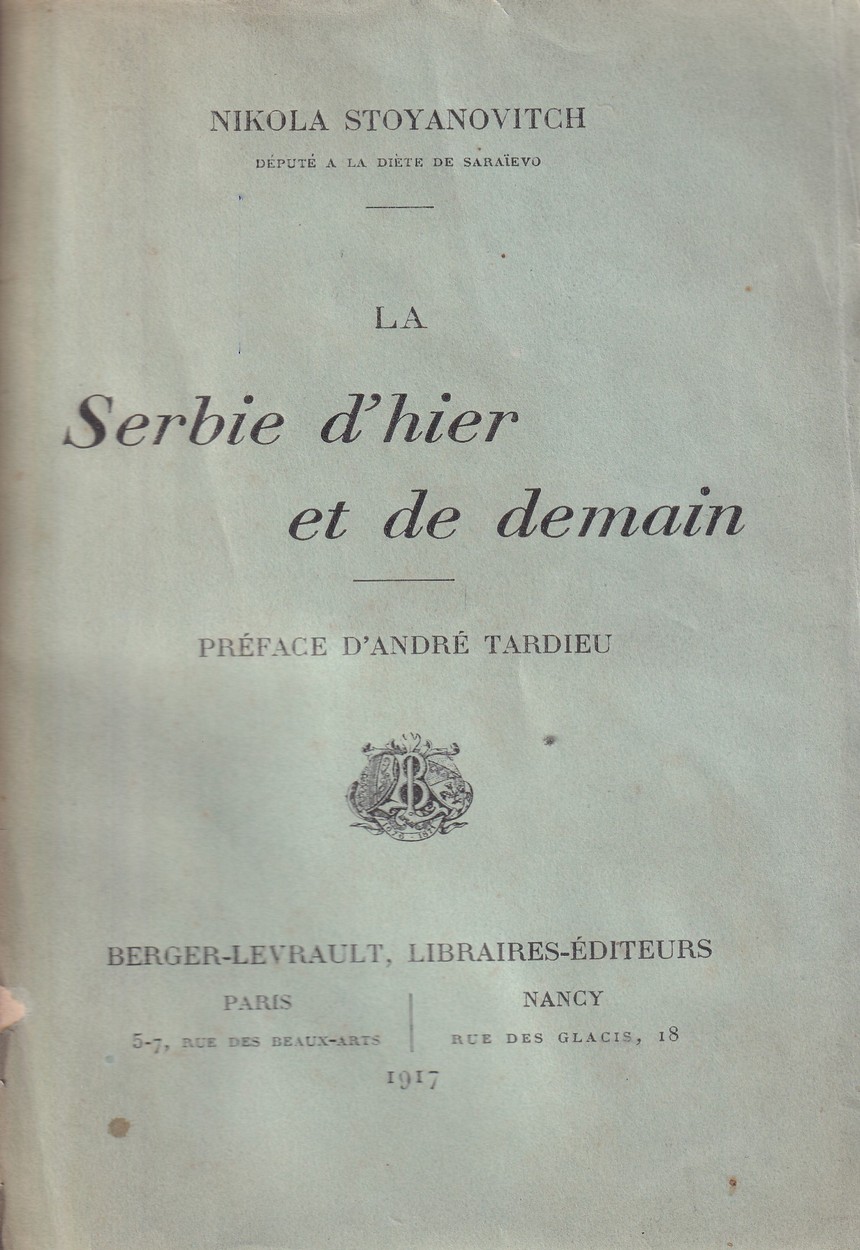 NIKOLA STOYANOVITCH
DÉPUTÉ A LA DIÈTE DE SARAÏEVO
LA
Serbie d'hier
et de demain
PRÉFACE D'ANDRÉ TARDIEU
BERGER-LEVRAULT, LIBRAIRES-ÉDITEURS
PARIS
5-7, RUE DES BEAUX-ARTS
NANCY
RUE DES GLACIS, 18
1917